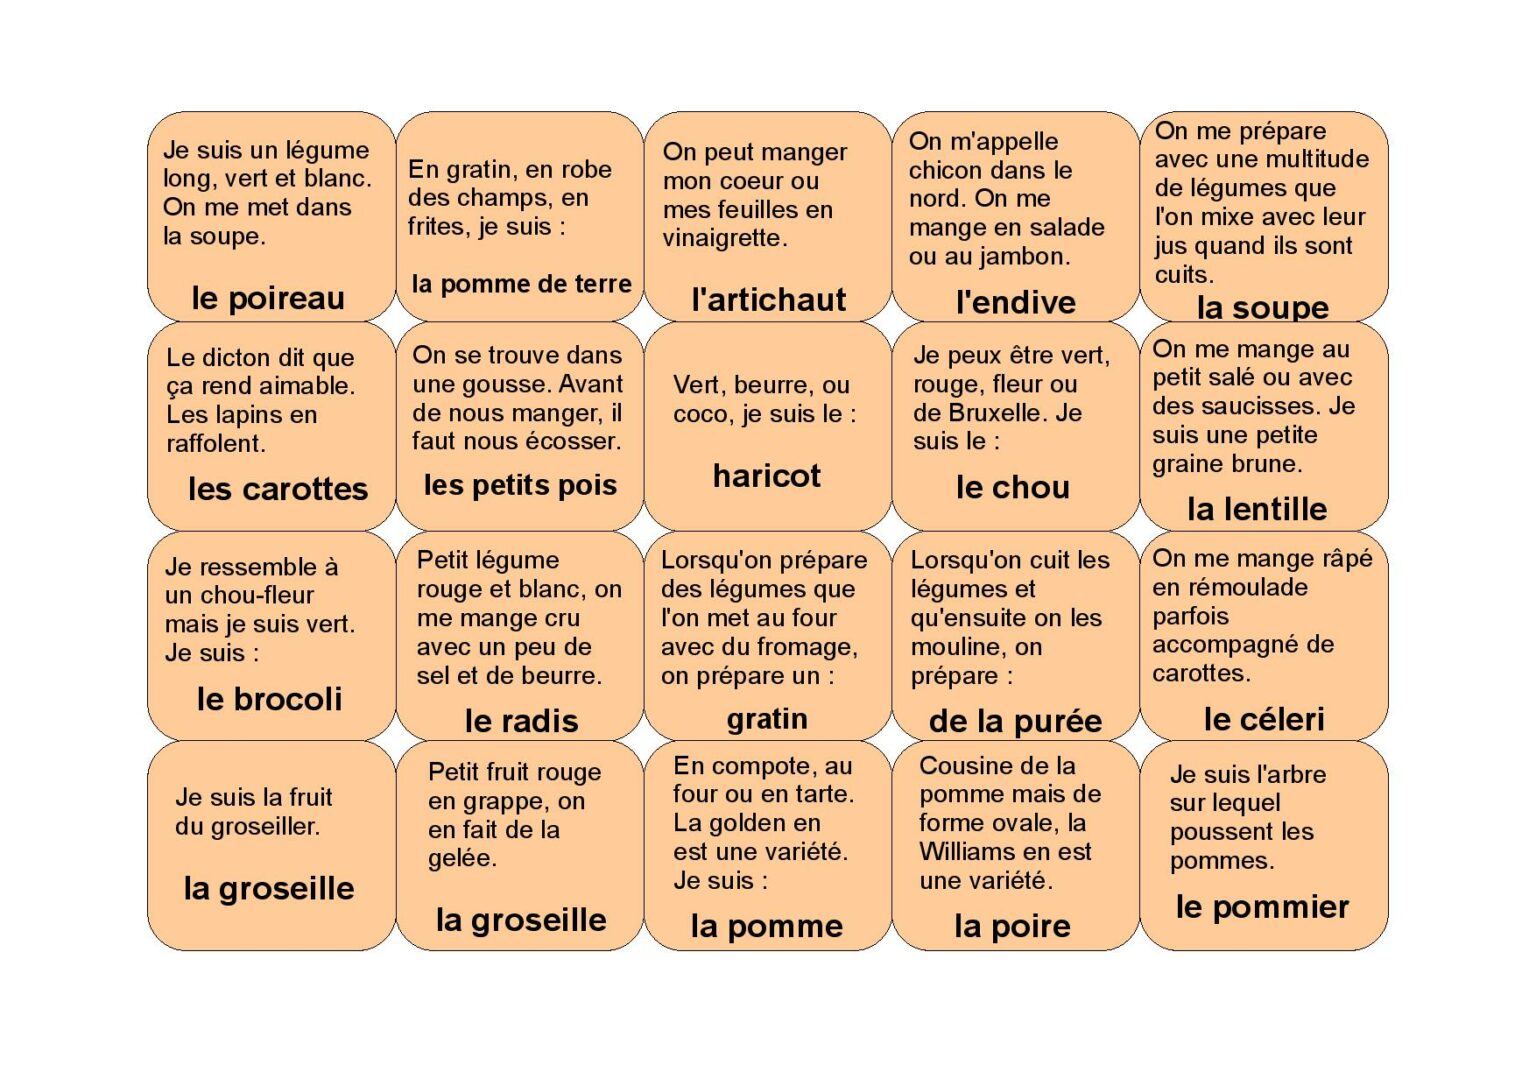 Je suis un légume
long, vert et blanc.
On me met dans
la soupe.
le poireau
En gratin, en robe
des champs, en
frites, je suis :
la pomme de terre
On peut manger
mon coeur ou
mes feuilles en
vinaigrette.
l'artichaut
On m'appelle
chicon dans le
nord. On me
mange en salade
ou au jambon.
l'endive
On me prépare
avec une multitude
de légumes que
l'on mixe avec leur
jus quand ils sont
cuits.
la soupe
Le dicton dit que
ça rend aimable.
Les lapins en
raffolent.
les carottes
On se trouve dans
une gousse. Avant
de nous manger, il
faut nous écosser.
les petits pois
Vert, beurre, ou
coco, je suis le :
haricot
Je peux être vert,
rouge, fleur ou
de Bruxelle. Je
suis le :
le chou
On me mange au
petit salé ou avec
des saucisses. Je
suis une petite
graine brune.
la lentille
Je ressemble à
un chou-fleur
mais je suis vert.
Je suis :
le brocoli
Petit légume
rouge et blanc, on
me mange cru
avec un peu de
sel et de beurre.
le radis
Lorsqu'on prépare
des légumes que
l'on met au four
avec du fromage,
on prépare un :
gratin
Lorsqu'on cuit les
légumes et
qu'ensuite on les
mouline, on
prépare :
de la purée
On me mange râpé
en rémoulade
parfois
accompagné de
carottes.
le céleri
Je suis la fruit
du groseiller.
la groseille
Petit fruit rouge
en grappe, on
en fait de la
gelée.
la groseille
En compote, au
four ou en tarte.
La golden en
est une variété.
Je suis :
la pomme
Cousine de la
pomme mais de
forme ovale, la
Williams en est
une variété.
la poire
Je suis l'arbre
sur lequel
poussent les
pommes.
le pommier